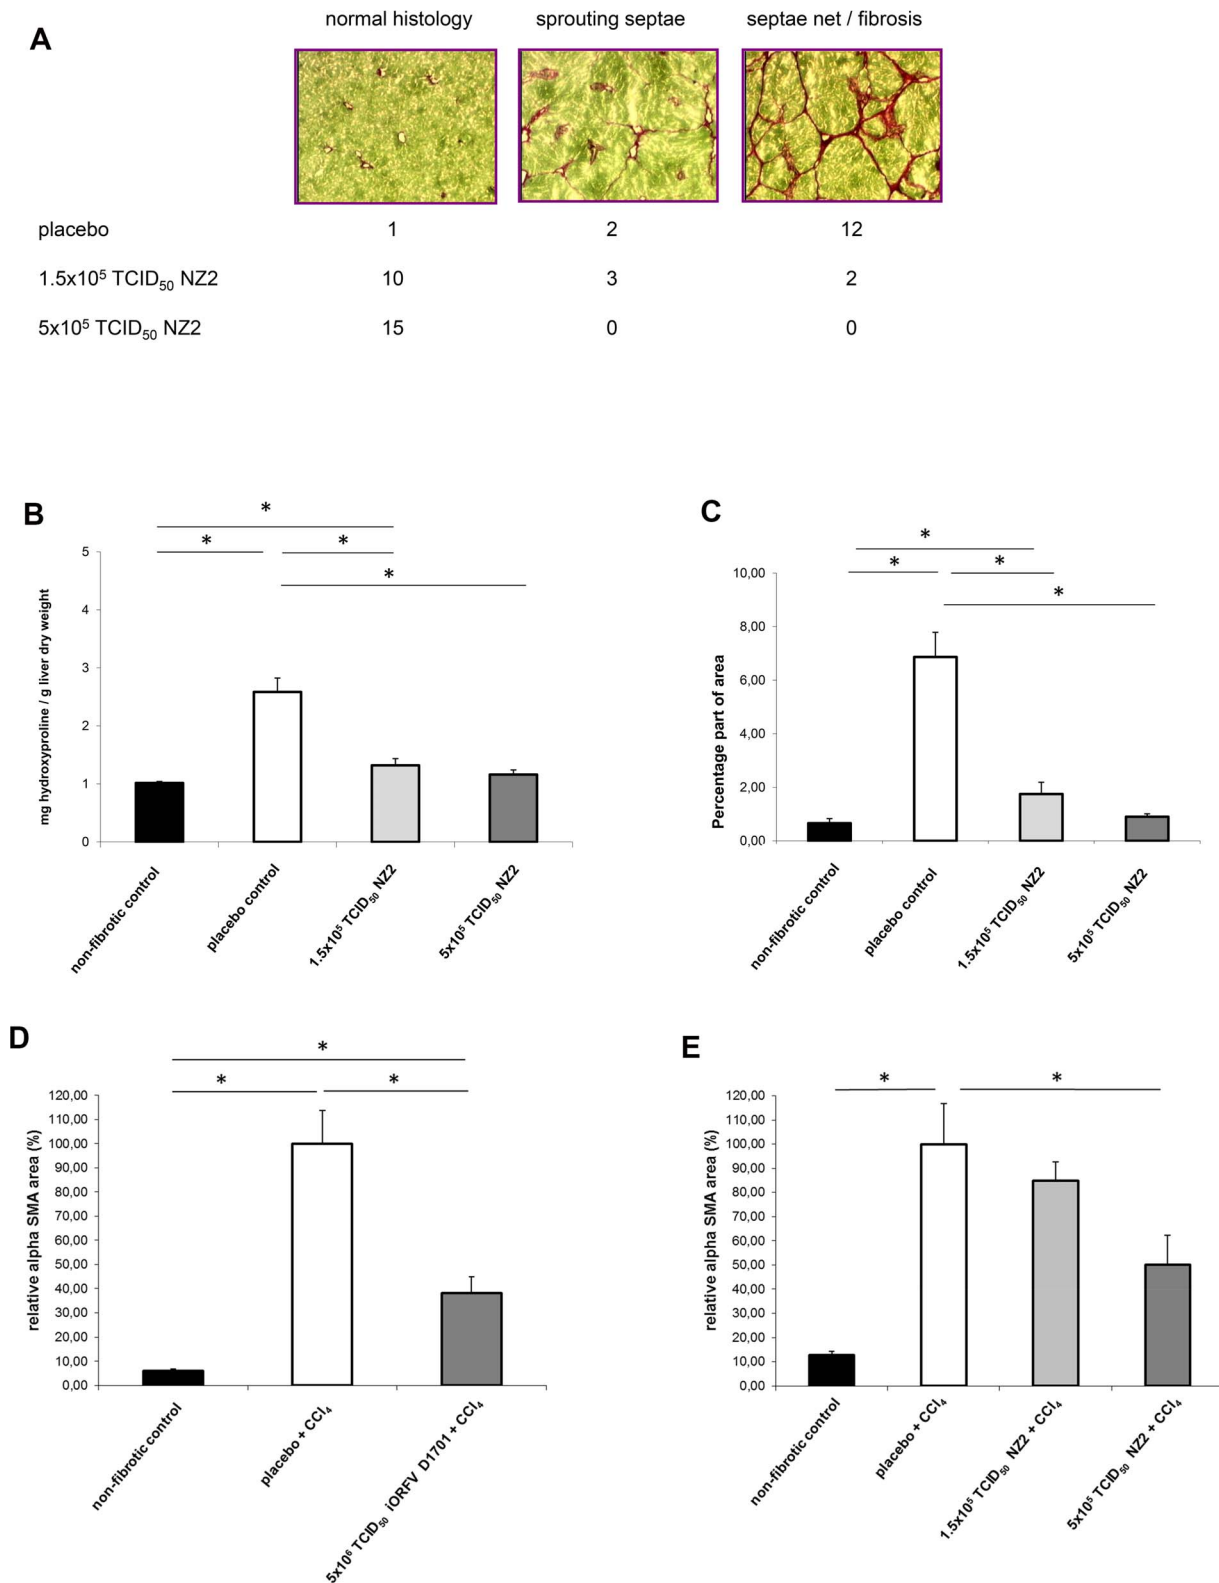 A
normal histology sprouting septae septae net / fibrosis
placebo 1 2 12
1.5x10⁵ TCID₅₀ NZ2 10 3 2
5x10⁵ TCID₅₀ NZ2 15 0 0
B
*
* *
*
5
4
3
2
1
0
mg hydroxyproline / g liver dry weight
non-fibrotic control
placebo control
1.5x10⁵ TCID₅₀ NZ2
5x10⁵ TCID₅₀ NZ2
C
*
* *
*
10,00
8,00
6,00
4,00
2,00
0,00
Percentage part of area
non-fibrotic control
placebo control
1.5x10⁵ TCID₅₀ NZ2
5x10⁵ TCID₅₀ NZ2
D
*
* *
120,00
110,00
100,00
90,00
80,00
70,00
60,00
50,00
40,00
30,00
20,00
10,00
0,00
relative alpha SMA area (%)
non-fibrotic control
placebo + CCl₄
5x10⁶ TCID₅₀ iORFV D1701 + CCl₄
E
* *
120,00
110,00
100,00
90,00
80,00
70,00
60,00
50,00
40,00
30,00
20,00
10,00
0,00
relative alpha SMA area (%)
non-fibrotic control
placebo + CCl₄
1.5x10⁵ TCID₅₀ NZ2 + CCl₄
5x10⁵ TCID₅₀ NZ2 + CCl₄